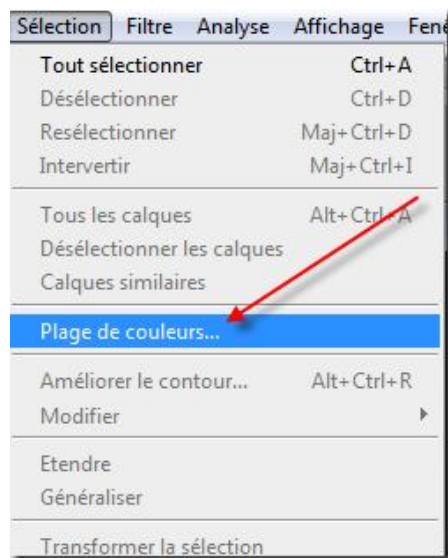 Sélection Filtre Analyse Affichage Fené
Tout sélectionner Ctrl+A
Désélectionner Ctrl+D
Resélectionner Maj+Ctrl+D
Intervertir Maj+Ctrl+I
Tous les calques Alt+Ctrl+A
Désélectionner les calques
Calques similaires
Plage de couleurs...
Améliorer le contour... Alt+Ctrl+R
Modifier
Etendre
Généraliser
Transformer la sélection